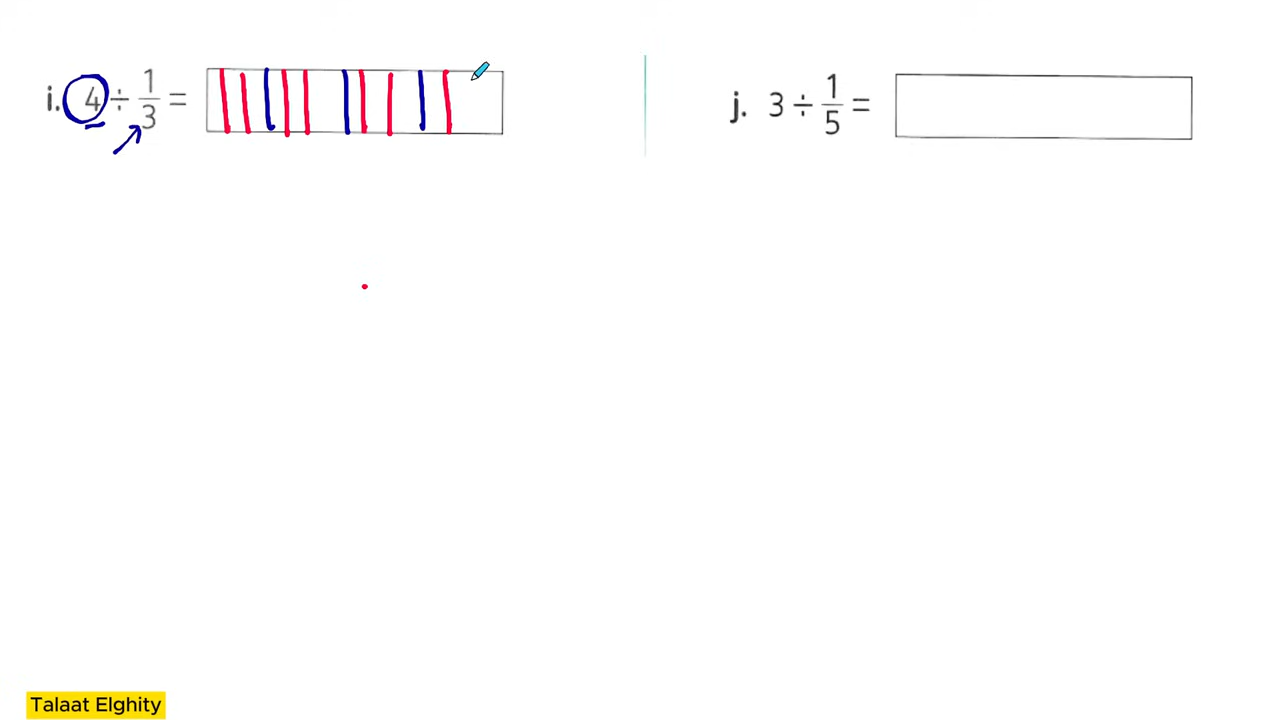 i. 4 ÷ 1/3 =
j. 3 ÷ 1/5 =
Talaat Elghity